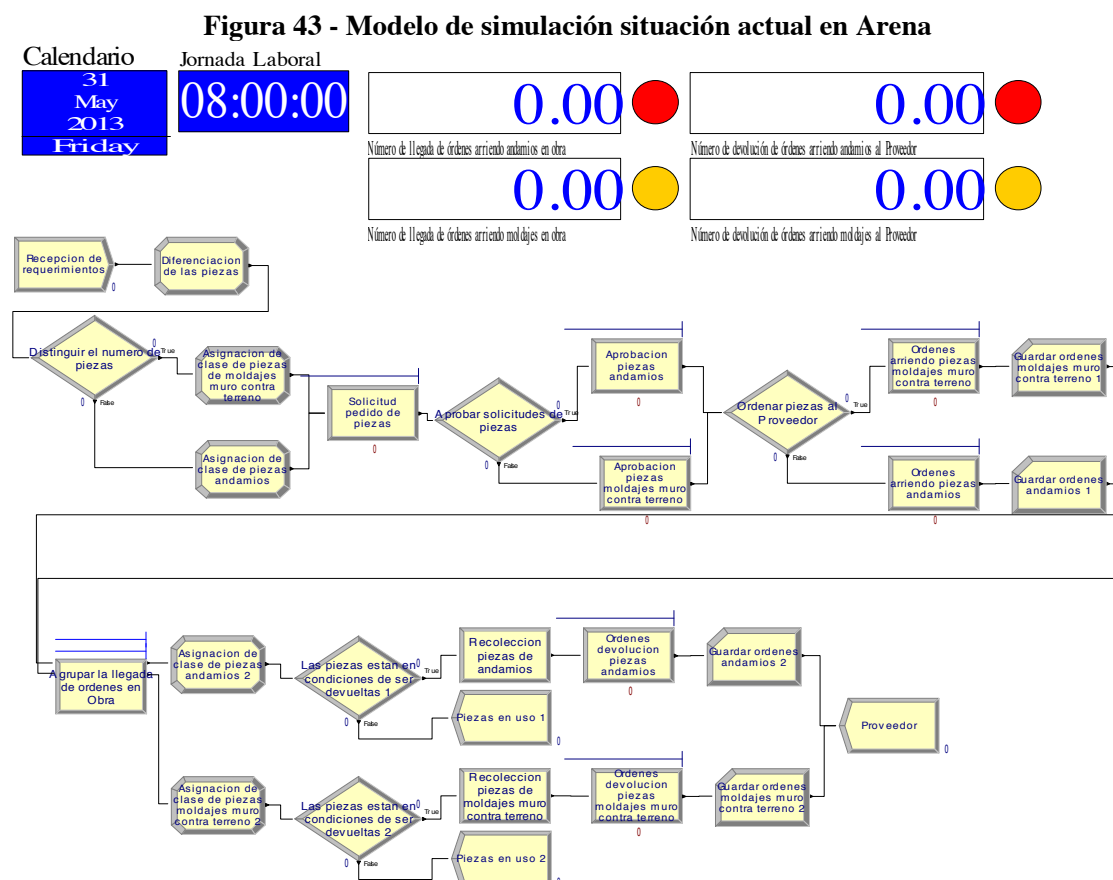 Figura 43 - Modelo de simulación situación actual en Arena
Calendario
Jornada Laboral
31
May
2013
Friday
08:00:00
0.00
0.00
Número de llegada de órdenes arriendo andamios en obra
Número de devolución de órdenes arriendo andamios al Proveedor
0.00
0.00
Número de llegada de órdenes arriendo moldajes en obra
Número de devolución de órdenes arriendo moldajes al Proveedor
Recepcion de
requerimientos
0
Diferenciacion
de las piezas
Distinguir el numero de
piezas
0
True
0
False
Asignacion de
clase de piezas
de moldajes
muro contra
terreno
Asignacion de
clase de piezas
andamios
Solicitud
pedido de
piezas
0
Aprobar solicitudes de
piezas
0
True
0
False
Aprobacion
piezas
andamios
0
Aprobacion
piezas
moldajes muro
contra terreno
0
Ordenar piezas al
Proveedor
0
True
0
False
Ordenes
arriendo piezas
moldajes muro
contra terreno
0
Guardar ordenes
moldajes muro
contra terreno 1
Ordenes
arriendo piezas
andamios
0
Guardar ordenes
andamios 1
Agrupar la llegada
de ordenes en
Obra
Asignacion de
clase de piezas
andamios 2
Las piezas estan en
condiciones de ser
devueltas 1
0
True
0
False
Recoleccion
piezas de
andamios
Ordenes
devolucion
piezas
andamios
0
Guardar ordenes
andamios 2
Piezas en uso 1
0
Proveedor
0
Asignacion de
clase de piezas
moldajes muro
contra terreno 2
Las piezas estan en
condiciones de ser
devueltas 2
0
True
0
False
Recoleccion
piezas de
moldajes muro
contra terreno
Ordenes
devolucion
piezas
moldajes muro
contra terreno
0
Guardar ordenes
moldajes muro
contra terreno 2
Piezas en uso 2
0